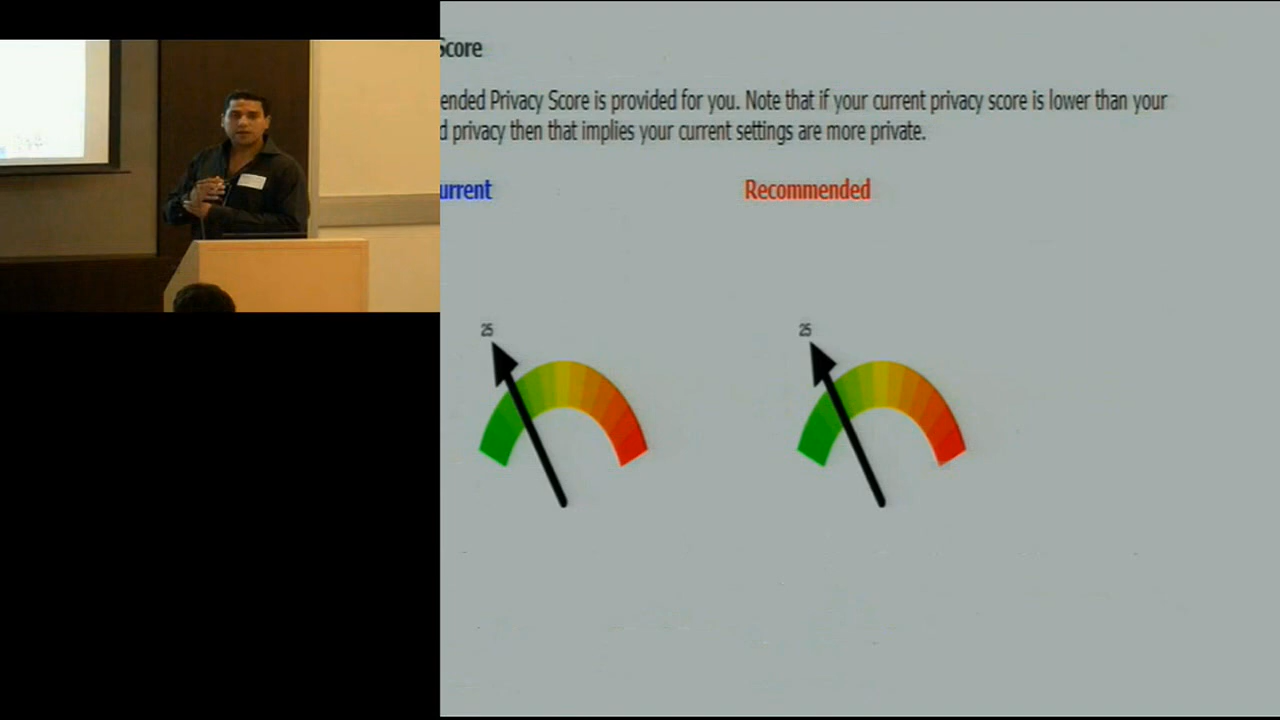 Score
ended Privacy Score is provided for you. Note that if your current privacy score is lower than your
d privacy then that implies your current settings are more private.
urrent
Recommended
25
25